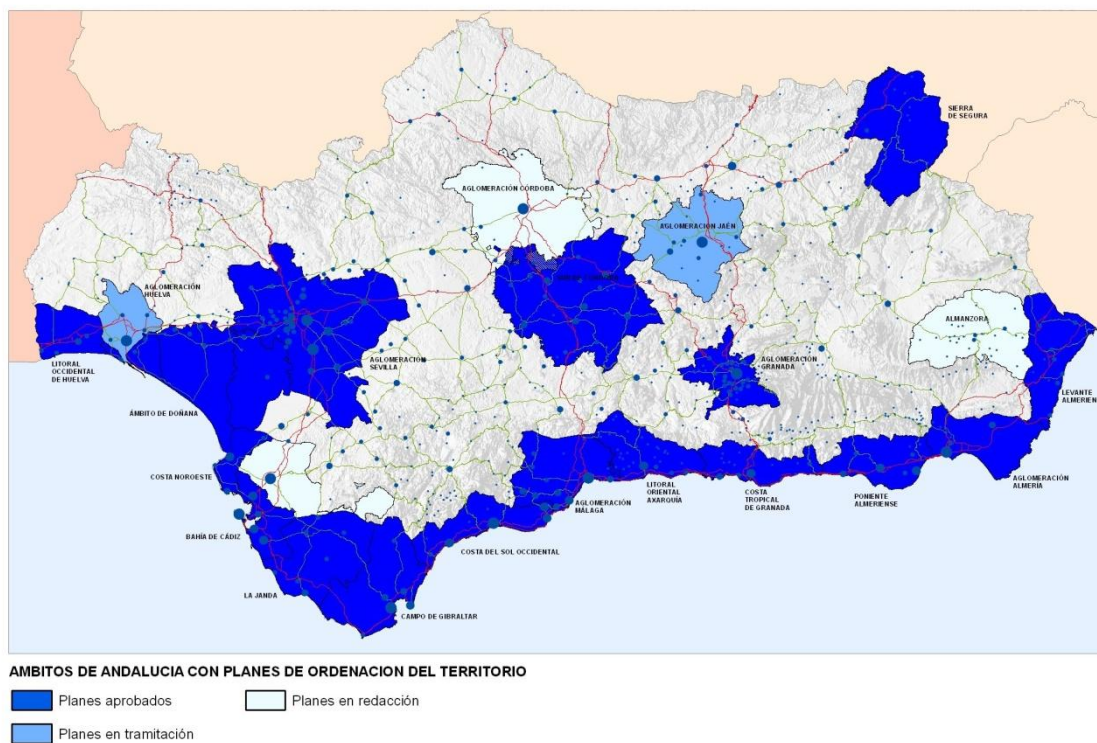 SIERRA
DE SEGURA
AGLOMERACIÓN CÓRDOBA
AGLOMERACIÓN JAÉN
AGLOMERACIÓN
HUELVA
ALMANZORA
LITORAL
OCCIDENTAL
DE HUELVA
AGLOMERACIÓN
SEVILLA
AGLOMERACIÓN
GRANADA
LEVANTE
ALMERIEN
ÁMBITO DE DOÑANA
COSTA NOROESTE
LITORAL
ORIENTAL
AXARQUÍA
COSTA
TROPICAL
DE GRANADA
PONIENTE
ALMERIENSE
AGLOMERACIÓN
ALMERÍA
AGLOMERACIÓN
MÁLAGA
BAHÍA DE CÁDIZ
COSTA DEL SOL OCCIDENTAL
LA JANDA
CAMPO DE GIBRALTAR
AMBITOS DE ANDALUCIA CON PLANES DE ORDENACION DEL TERRITORIO
Planes aprobados
Planes en redacción
Planes en tramitación